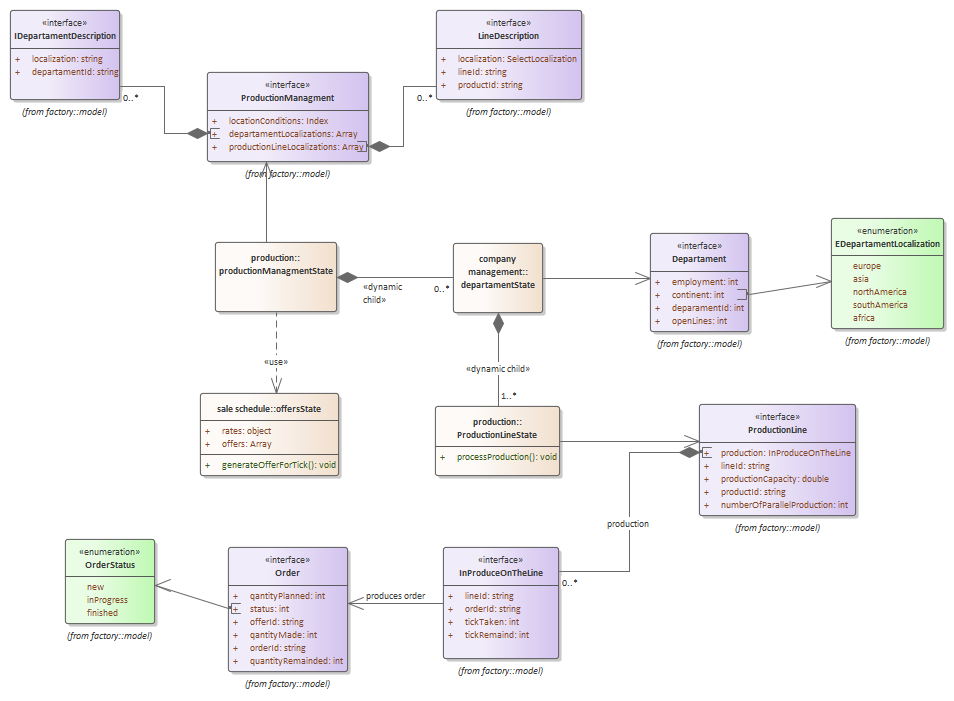 «interface»
IDepartamentDescription
+ localization: string
+ departamentId: string
(from factory::model)
0..*
«interface»
LineDescription
+ localization: SelectLocalization
+ lineId: string
+ productId: string
(from factory::model)
0..*
«interface»
ProductionManagment
+ locationConditions: Index
+ departamentLocalizations: Array
+ productionLineLocalizations: Array
(from factory::model)
production::
productionManagmentState
«dynamic
child»
0..*
company
management::
departamentState
«interface»
Departament
+ employment: int
+ continent: int
+ deparamentId: int
+ openLines: int
(from factory::model)
«enumeration»
EDepartamentLocalization
europe
asia
northAmerica
southAmerica
africa
(from factory::model)
«use»
«dynamic child»
1..*
sale schedule::offersState
+ rates: object
+ offers: Array
+ generateOfferForTick(): void
production::
ProductionLineState
+ processProduction(): void
«interface»
ProductionLine
+ production: InProduceOnTheLine
+ lineId: string
+ productionCapacity: double
+ productId: string
+ numberOfParallelProduction: int
(from factory::model)
production
0..*
«enumeration»
OrderStatus
new
inProgress
finished
(from factory::model)
«interface»
Order
+ qantityPlanned: int
+ status: int
+ offerId: string
+ qantityMade: int
+ orderId: string
+ quantityRemainded: int
(from factory::model)
produces order
«interface»
InProduceOnTheLine
+ lineId: string
+ orderId: string
+ tickTaken: int
+ tickRemaind: int
(from factory::model)